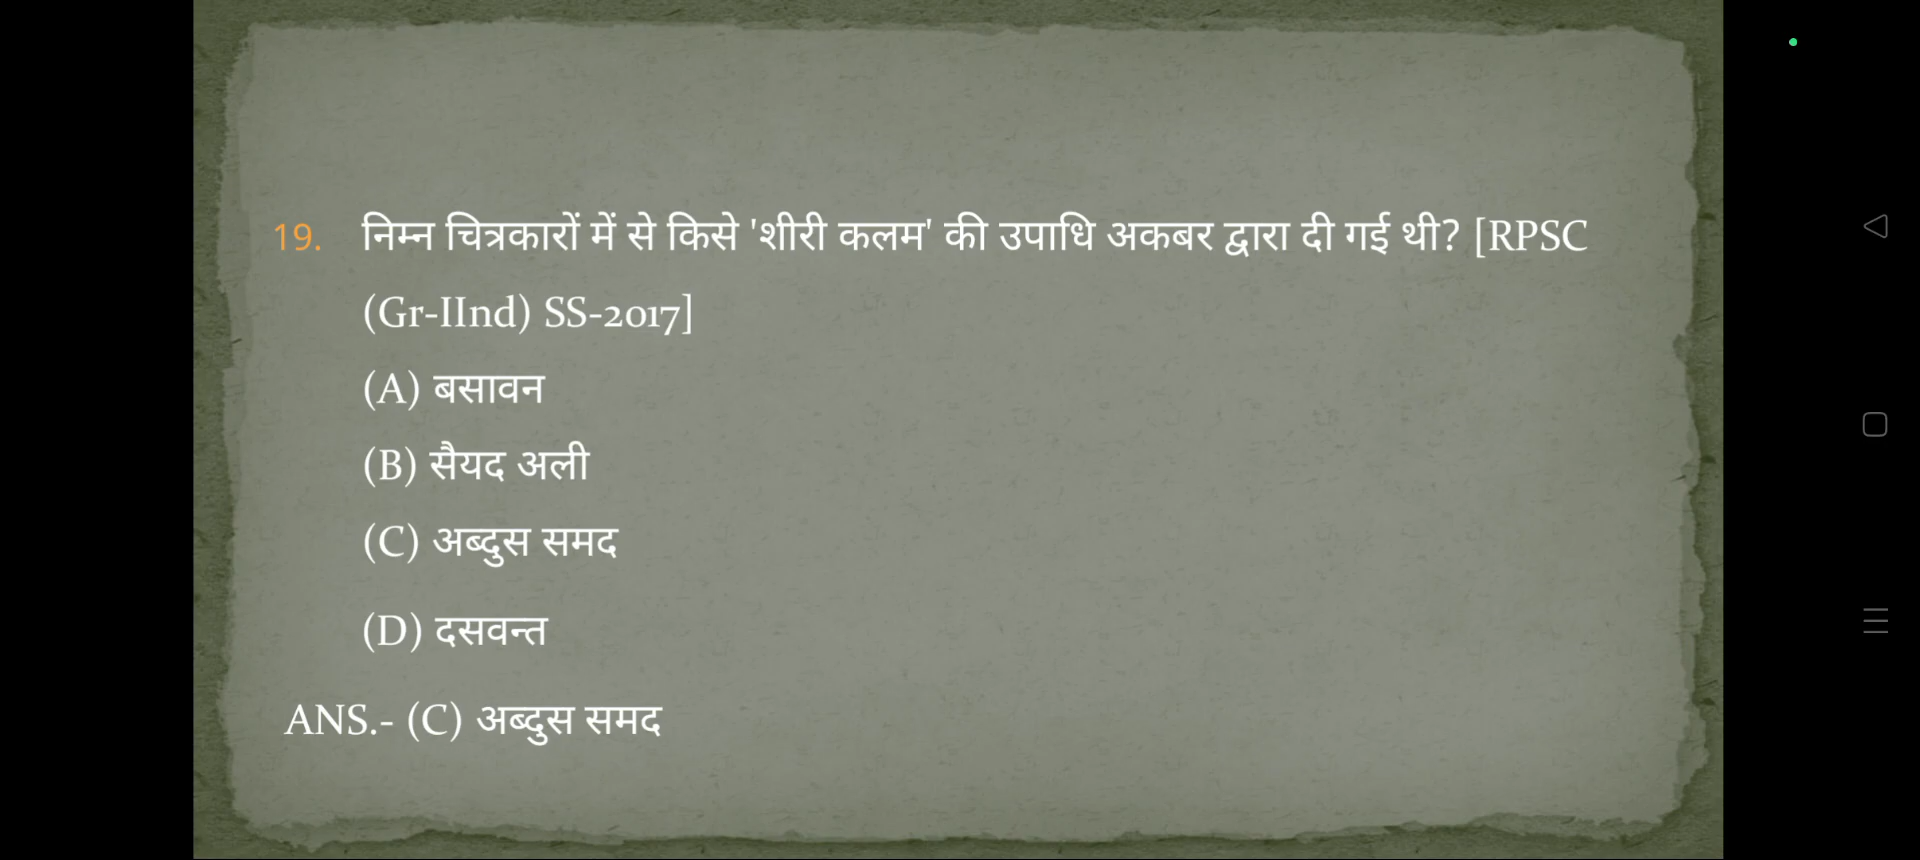 19. निम्न चित्रकारों में से किसे 'शीरी कलम' की उपाधि अकबर द्वारा दी गई थी? [RPSC
(Gr-IInd) SS-2017]
(A) बसावन
(B) सैयद अली
(C) अब्दुस समद
(D) दसवन्त
ANS.- (C) अब्दुस समद